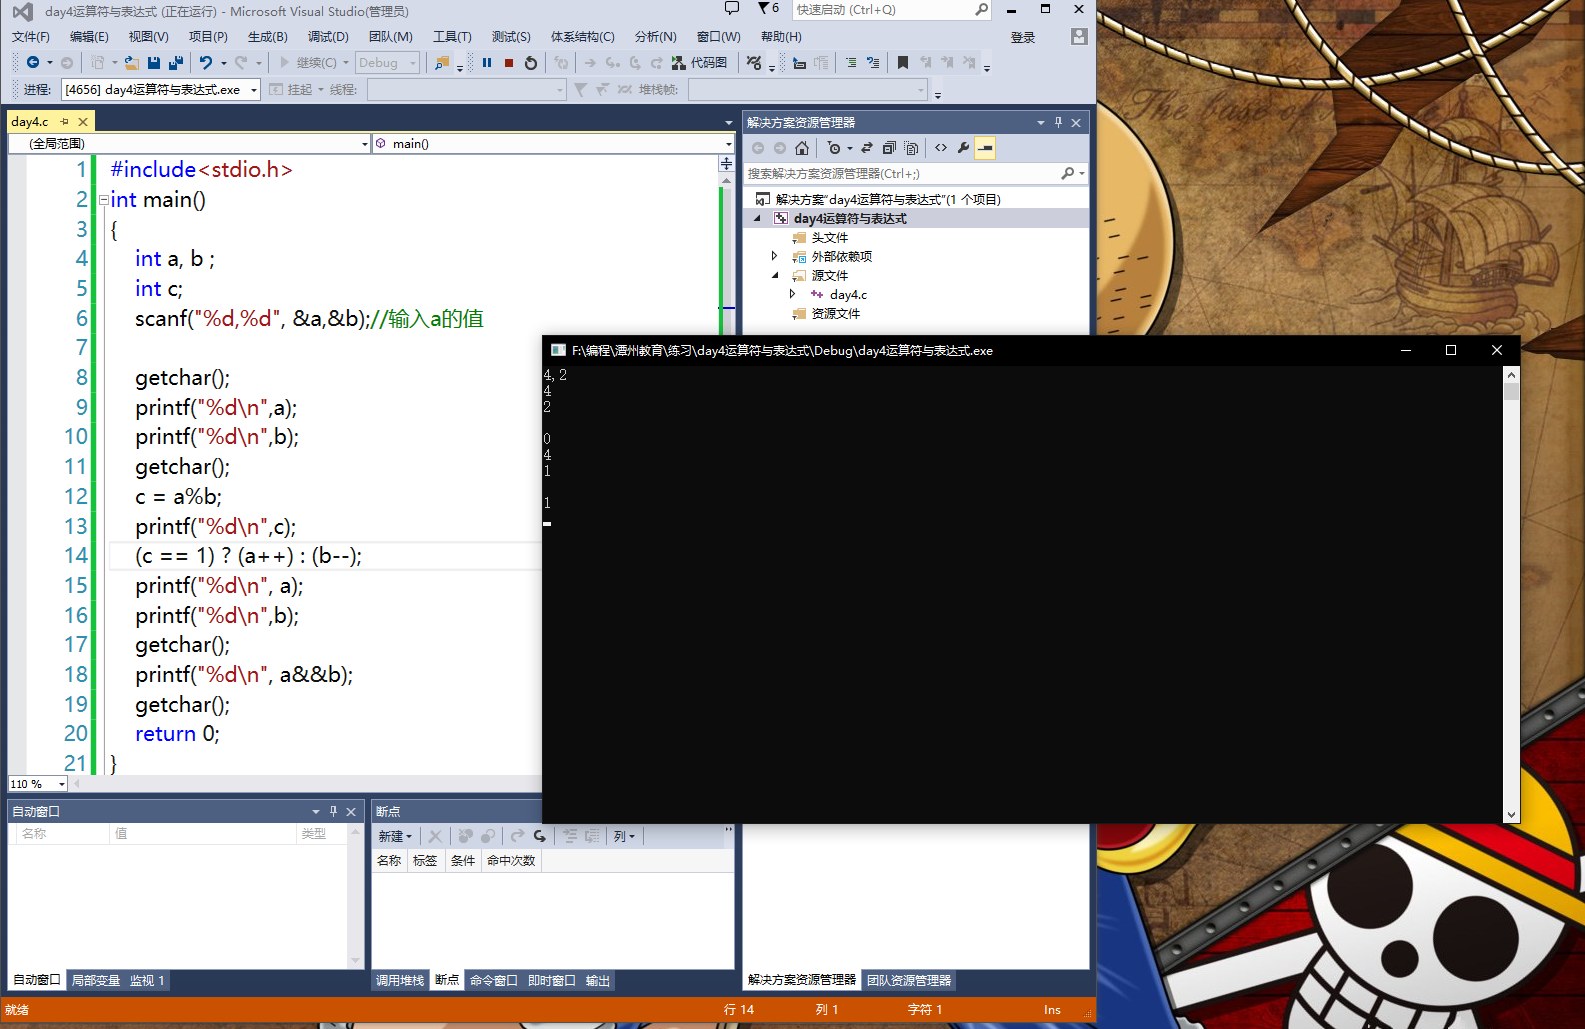 day4运算符与表达式 (正在运行) - Microsoft Visual Studio(管理员)
6
快速启动 (Ctrl+Q)
文件(F) 编辑(E) 视图(V) 项目(P) 生成(B) 调试(D) 团队(M) 工具(T) 测试(S) 体系结构(C) 分析(N) 窗口(W) 帮助(H) 登录
继续(C) Debug 代码图
进程: [4656] day4运算符与表达式.exe 挂起 线程: 堆栈帧:
day4.c
(全局范围) main()
1 #include<stdio.h>
2 int main()
3 {
4 int a, b ;
5 int c;
6 scanf("%d,%d", &a,&b);//输入a的值
7
8 getchar();
9 printf("%d\n",a);
10 printf("%d\n",b);
11 getchar();
12 c = a%b;
13 printf("%d\n",c);
14 (c == 1) ? (a++) : (b--);
15 printf("%d\n", a);
16 printf("%d\n",b);
17 getchar();
18 printf("%d\n", a&&b);
19 getchar();
20 return 0;
21 }
110 %
解决方案资源管理器
搜索解决方案资源管理器(Ctrl+;)
解决方案"day4运算符与表达式"(1 个项目)
day4运算符与表达式
头文件
外部依赖项
源文件
day4.c
资源文件
F:\编程\潭州教育\练习\day4运算符与表达式\Debug\day4运算符与表达式.exe
4,2
4
2
0
4
1
1
自动窗口
名称 值 类型
断点
新建 列
名称 标签 条件 命中次数
自动窗口 局部变量 监视 1
调用堆栈 断点 命令窗口 即时窗口 输出
解决方案资源管理器 团队资源管理器
就绪 行 14 列 1 字符 1 Ins